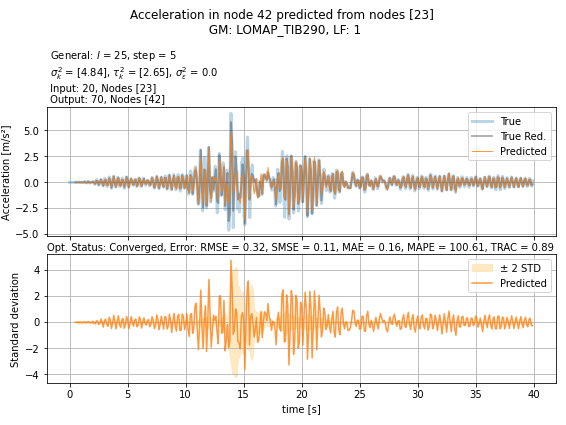 Acceleration in node 42 predicted from nodes [23]
GM: LOMAP_TIB290, LF: 1
General: l = 25, step = 5
σ²ₖ = [4.84], τ²ₖ = [2.65], σ²ε = 0.0
Input: 20, Nodes [23]
Output: 70, Nodes [42]
Acceleration [m/s²]
5.0
2.5
0.0
−2.5
−5.0
True
True Red.
Predicted
Opt. Status: Converged, Error: RMSE = 0.32, SMSE = 0.11, MAE = 0.16, MAPE = 100.61, TRAC = 0.89
Standard deviation
4
2
0
−2
−4
± 2 STD
Predicted
0 5 10 15 20 25 30 35 40
time [s]